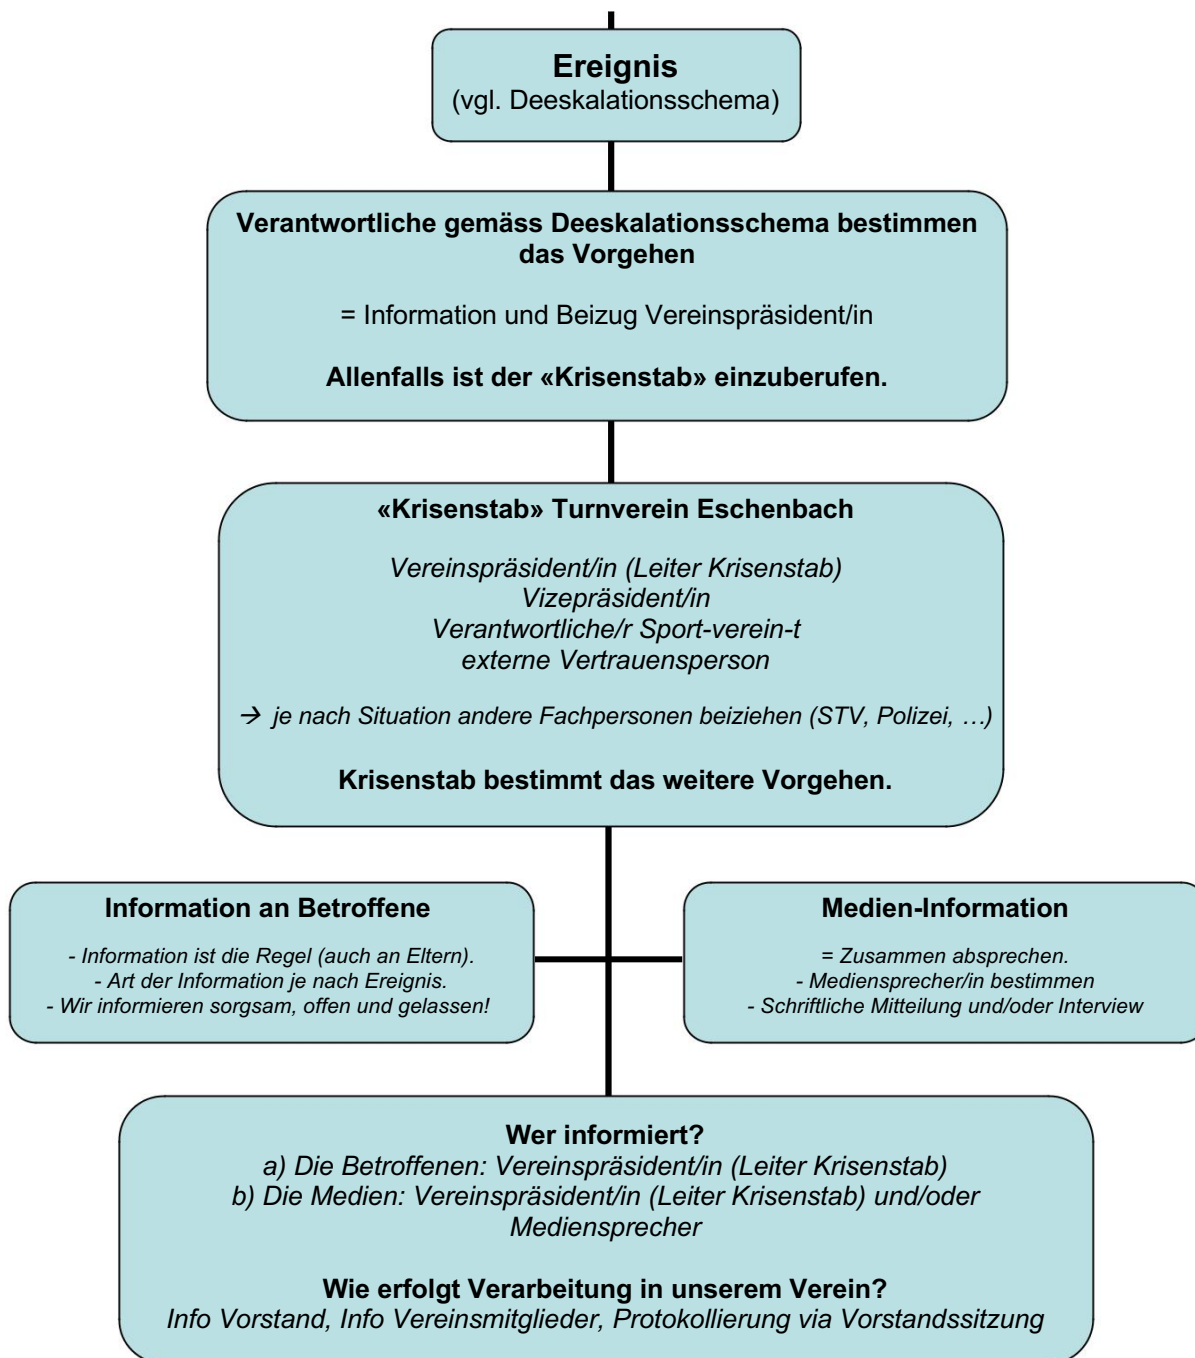 Ereignis
(vgl. Deeskalationsschema)
Verantwortliche gemäss Deeskalationsschema bestimmen
das Vorgehen
= Information und Beizug Vereinspräsident/in
Allenfalls ist der «Krisenstab» einzuberufen.
«Krisenstab» Turnverein Eschenbach
Vereinspräsident/in (Leiter Krisenstab)
Vizepräsident/in
Verantwortliche/r Sport-verein-t
externe Vertrauensperson
→ je nach Situation andere Fachpersonen beiziehen (STV, Polizei, …)
Krisenstab bestimmt das weitere Vorgehen.
Information an Betroffene
- Information ist die Regel (auch an Eltern).
- Art der Information je nach Ereignis.
- Wir informieren sorgsam, offen und gelassen!
Medien-Information
= Zusammen absprechen.
- Mediensprecher/in bestimmen
- Schriftliche Mitteilung und/oder Interview
Wer informiert?
a) Die Betroffenen: Vereinspräsident/in (Leiter Krisenstab)
b) Die Medien: Vereinspräsident/in (Leiter Krisenstab) und/oder
Mediensprecher
Wie erfolgt Verarbeitung in unserem Verein?
Info Vorstand, Info Vereinsmitglieder, Protokollierung via Vorstandssitzung